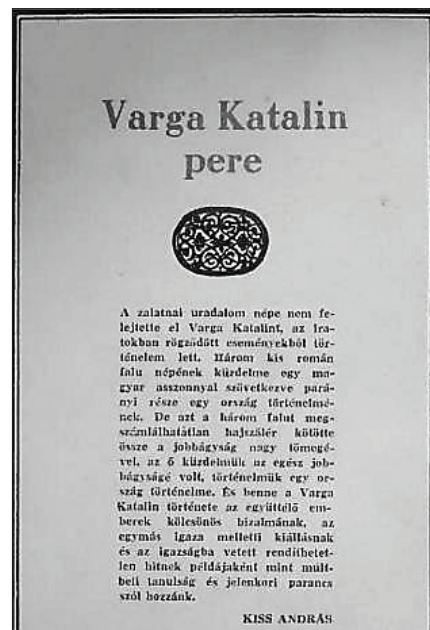 Varga Katalin
pere
A zalatnai uradalom népe nem fe-
lejtette el Varga Katalint, az ira-
tokban rögződött eseményekből tör-
ténelem lett. Három kis román
falu népének küzdelme egy ma-
gyar asszonnyal szövetkezve pará-
nyi része egy ország történelmé-
nek. De azt a három falut meg-
számlálhatatlan hajszálér kötötte
össze a jobbágyság nagy tömegé-
vel, az ő küzdelmük az egész job-
bágyságé volt, történelmük egy or-
szág történelme. És benne a Varga
Katalin története az együttélő em-
berek kölcsönös bizalmának, az
egymás igaza melletti kiállásnak
és az igazságba vetett rendíthetet-
len hitnek példájaként mint múlt-
beli tanulság és jelenkori parancs
szól hozzánk.
KISS ANDRÁS